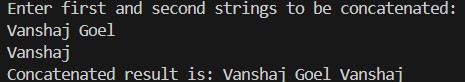 Enter first and second strings to be concatenated:
Vanshaj Goel
Vanshaj
Concatenated result is: Vanshaj Goel Vanshaj